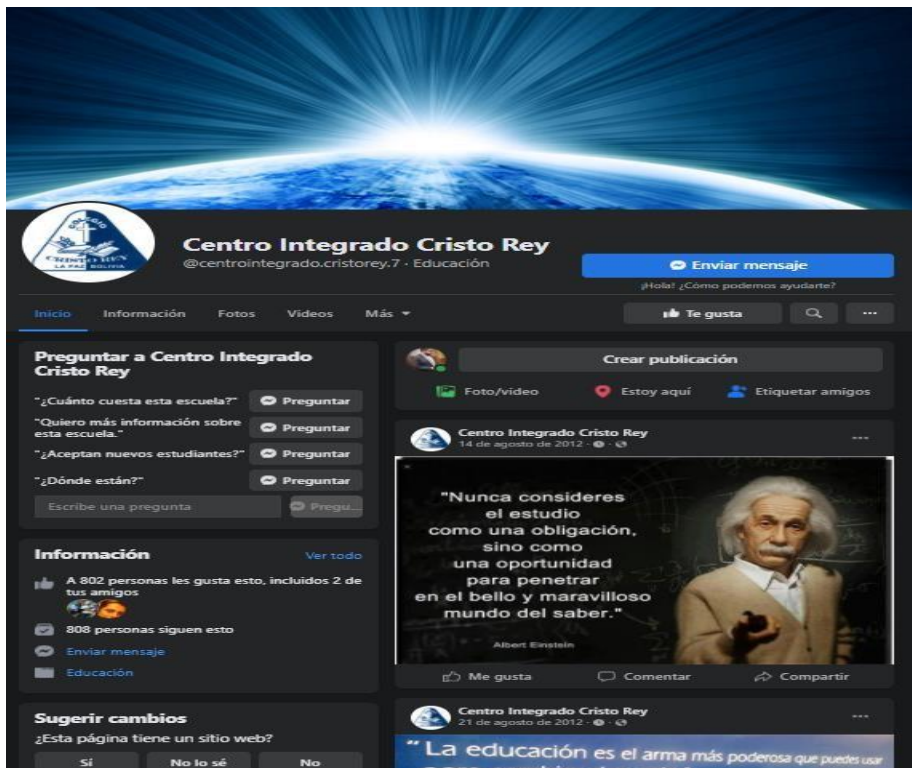 COLEGIO
CRISTO REY
LA PAZ BOLIVIA
Centro Integrado Cristo Rey
@centrointegrado.cristorey.7 · Educación
Enviar mensaje
¡Hola! ¿Cómo podemos ayudarte?
Inicio
Información
Fotos
Videos
Más
Te gusta
Preguntar a Centro Integrado
Cristo Rey
"¿Cuánto cuesta esta escuela?"
Preguntar
"Quiero más información sobre
esta escuela."
Preguntar
"¿Aceptan nuevos estudiantes?"
Preguntar
"¿Dónde están?"
Preguntar
Escribe una pregunta
Pregu...
Información
Ver todo
A 802 personas les gusta esto, incluidos 2 de
tus amigos
808 personas siguen esto
Enviar mensaje
Educación
Sugerir cambios
¿Esta página tiene un sitio web?
Sí
No lo sé
No
Crear publicación
Foto/video
Estoy aquí
Etiquetar amigos
Centro Integrado Cristo Rey
14 de agosto de 2012
"Nunca consideres
el estudio
como una obligación,
sino como
una oportunidad
para penetrar
en el bello y maravilloso
mundo del saber."
Albert Einstein
Me gusta
Comentar
Compartir
Centro Integrado Cristo Rey
21 de agosto de 2012
"La educación es el arma más poderosa que puedes usar